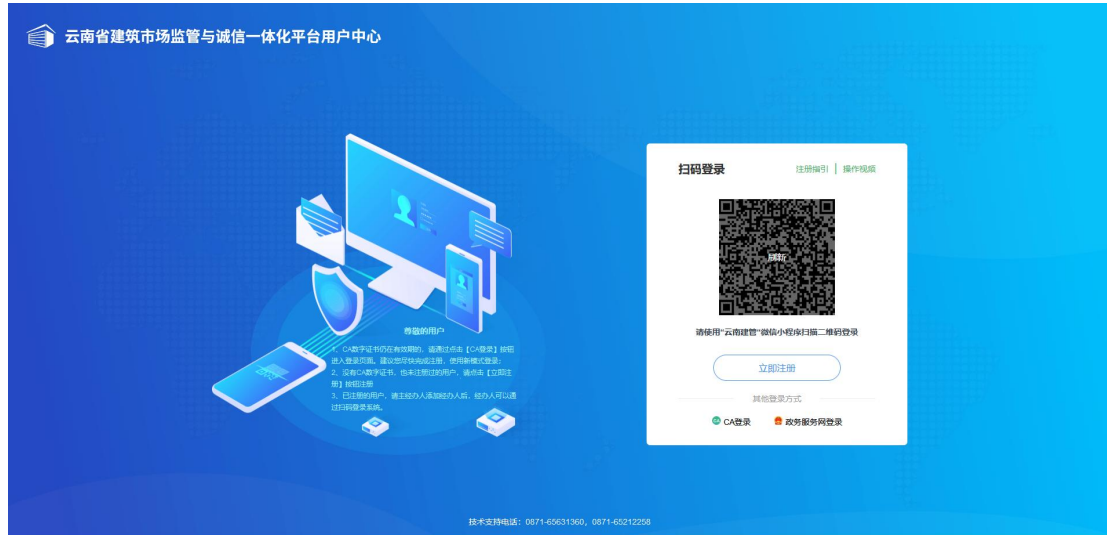 云南省建筑市场监管与诚信一体化平台用户中心
扫码登录
注册指引 | 操作视频
刷新
请使用“云南建管”微信小程序扫描二维码登录
立即注册
其他登录方式
CA登录 政务服务网登录
尊敬的用户
1、CA数字证书仍在有效期的，请通过点击【CA登录】按钮
进入登录页面。建议您尽快完成注册，使用新模式登录；
2、没有CA数字证书，也未注册过的用户，请点击【立即注
册】按钮注册
3、已注册的用户，请主经办人添加经办人后，经办人可以通
过扫码登录系统。
技术支持电话：0871-65631360，0871-65212258